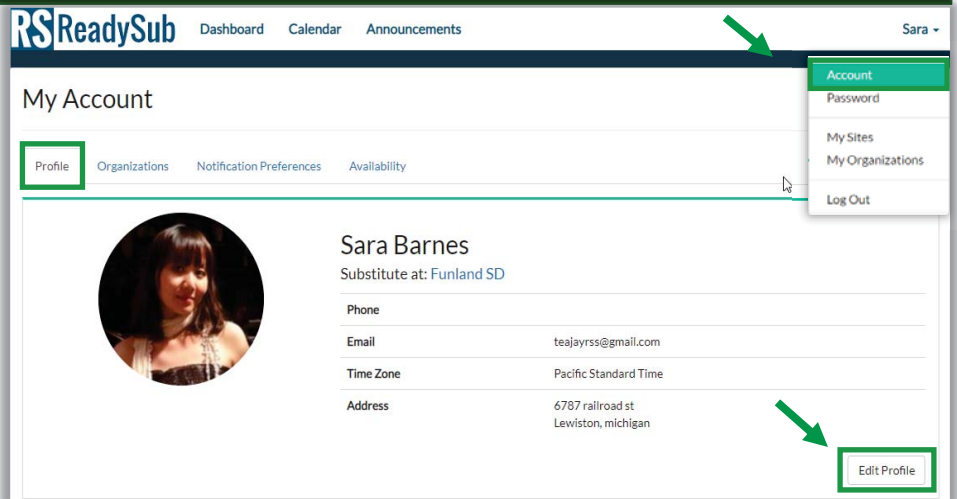 RS ReadySub Dashboard Calendar Announcements Sara
Account
Password
My Sites
My Organizations
Log Out
My Account
Profile Organizations Notification Preferences Availability
Sara Barnes
Substitute at: Funland SD
Phone
Email teajayrss@gmail.com
Time Zone Pacific Standard Time
Address 6787 railroad st
Lewiston, michigan
Edit Profile